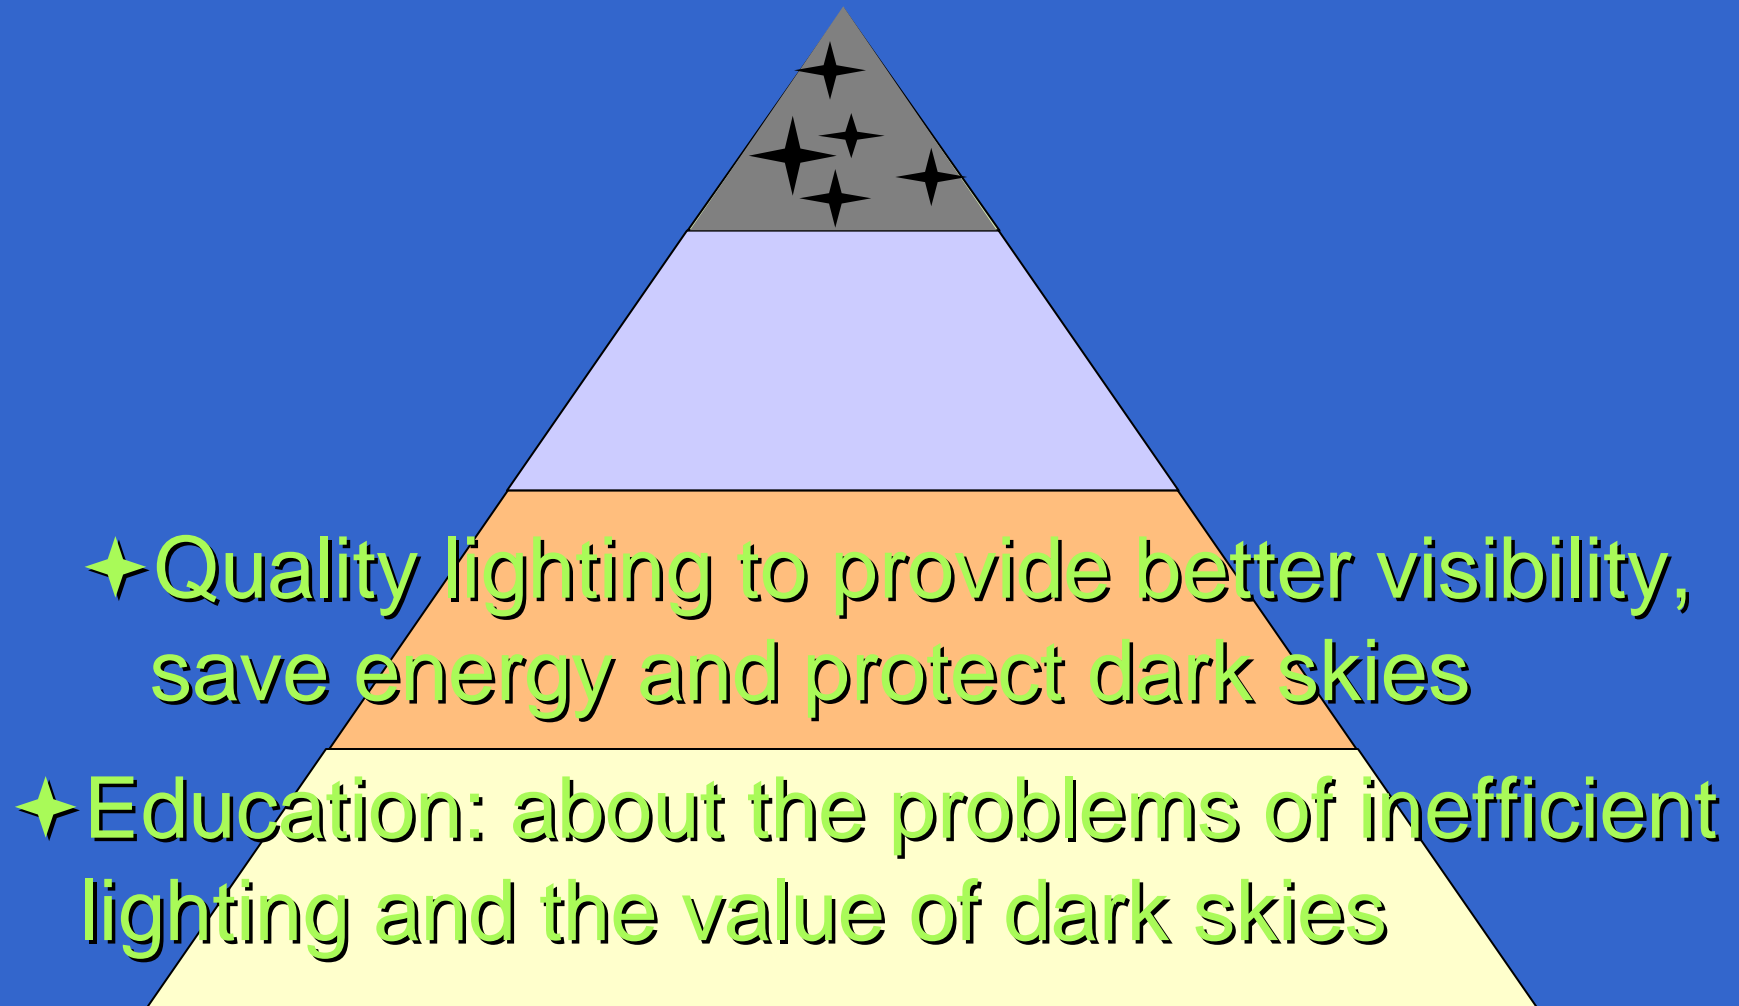 Quality lighting to provide better visibility,
save energy and protect dark skies
Education: about the problems of inefficient
lighting and the value of dark skies